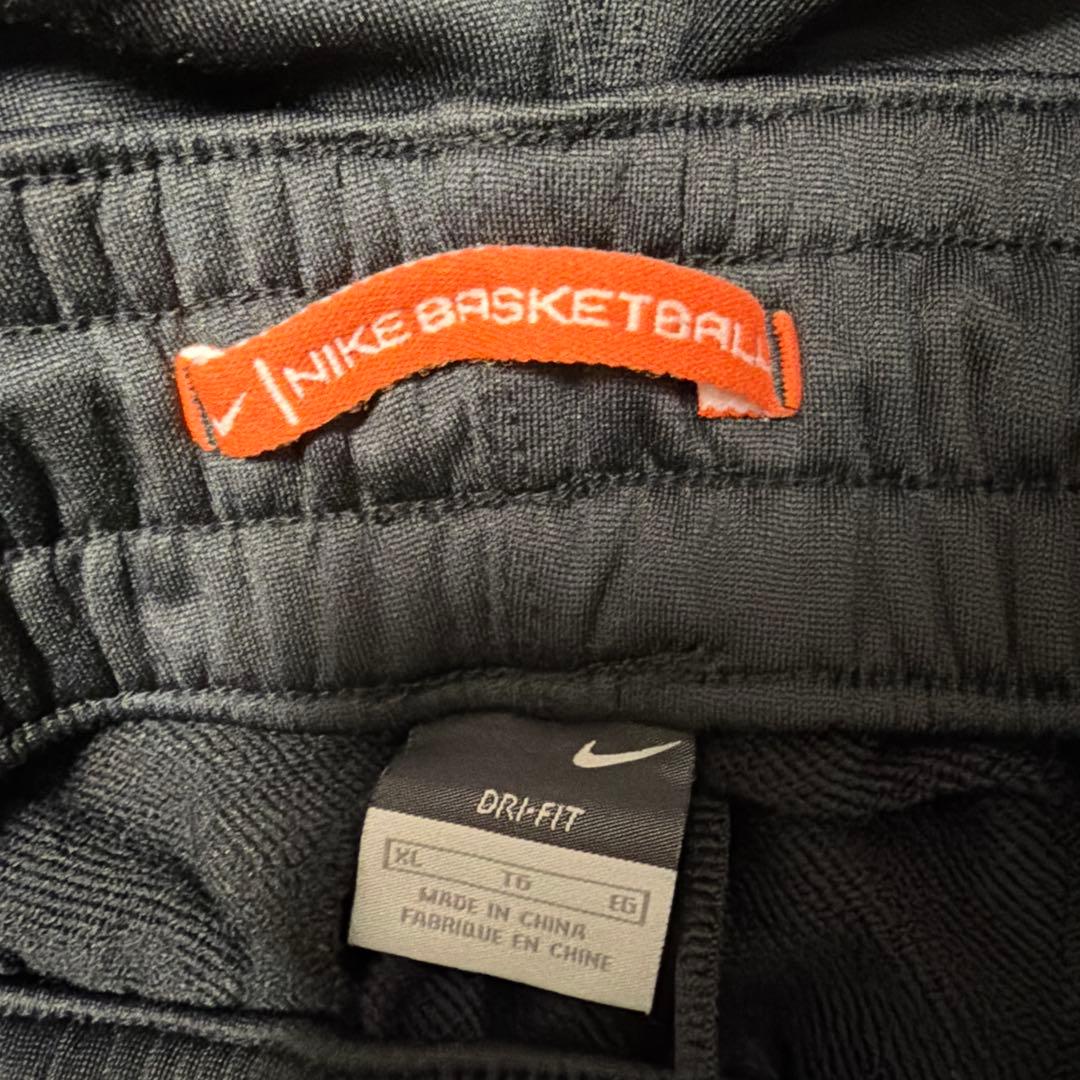 NIKE BASKETBALL
DRI-FIT
XL TG EG
MADE IN CHINA
FABRIQUE EN CHINE